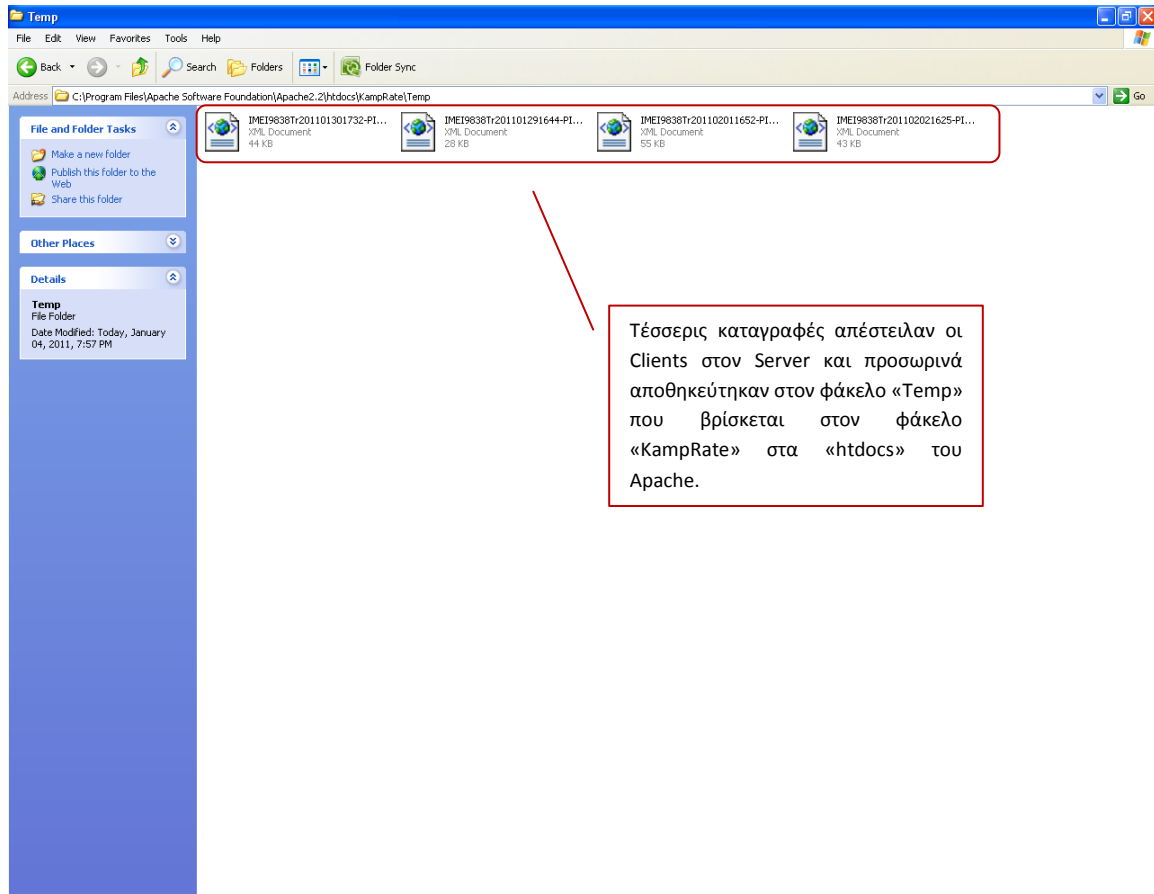 Temp
File Edit View Favorites Tools Help
Back Search Folders Folder Sync
Address C:\Program Files\Apache Software Foundation\Apache2.2\htdocs\KampRate\Temp Go
File and Folder Tasks
Make a new folder
Publish this folder to the
Web
Share this folder
Other Places
Details
Temp
File Folder
Date Modified: Today, January
04, 2011, 7:57 PM
IMEI9838Tr201101301732-PI...
XML Document
44 KB
IMEI9838Tr201101291644-PI...
XML Document
28 KB
IMEI9838Tr201102011652-PI...
XML Document
55 KB
IMEI9838Tr201102021625-PI...
XML Document
43 KB
Τέσσερις καταγραφές απέστειλαν οι
Clients στον Server και προσωρινά
αποθηκεύτηκαν στον φάκελο «Temp»
που βρίσκεται στον φάκελο
«KampRate» στα «htdocs» του
Apache.